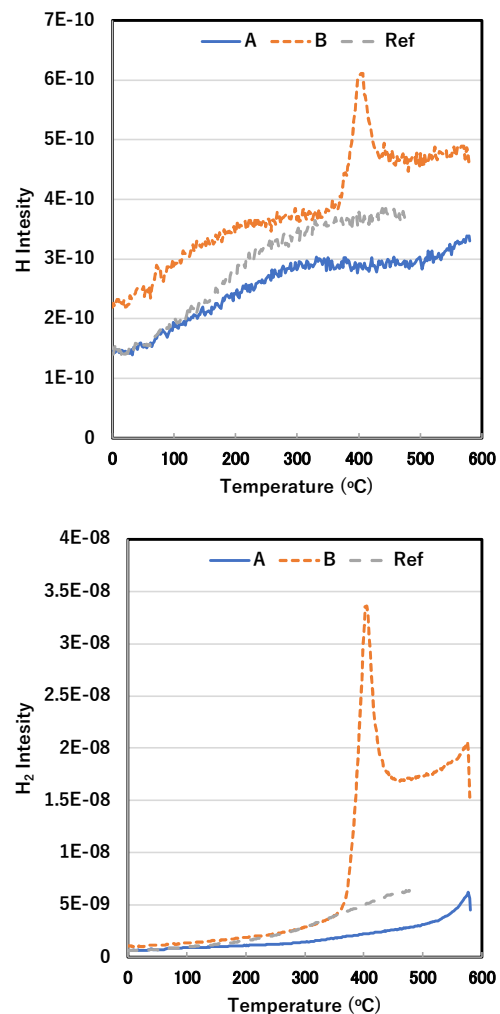 7E-10
A B Ref
6E-10
5E-10
4E-10
3E-10
2E-10
1E-10
0
H Intesity
0 100 200 300 400 500 600
Temperature (oC)
4E-08
A B Ref
3.5E-08
3E-08
2.5E-08
2E-08
1.5E-08
1E-08
5E-09
0
H2 Intesity
0 100 200 300 400 500 600
Temperature (oC)